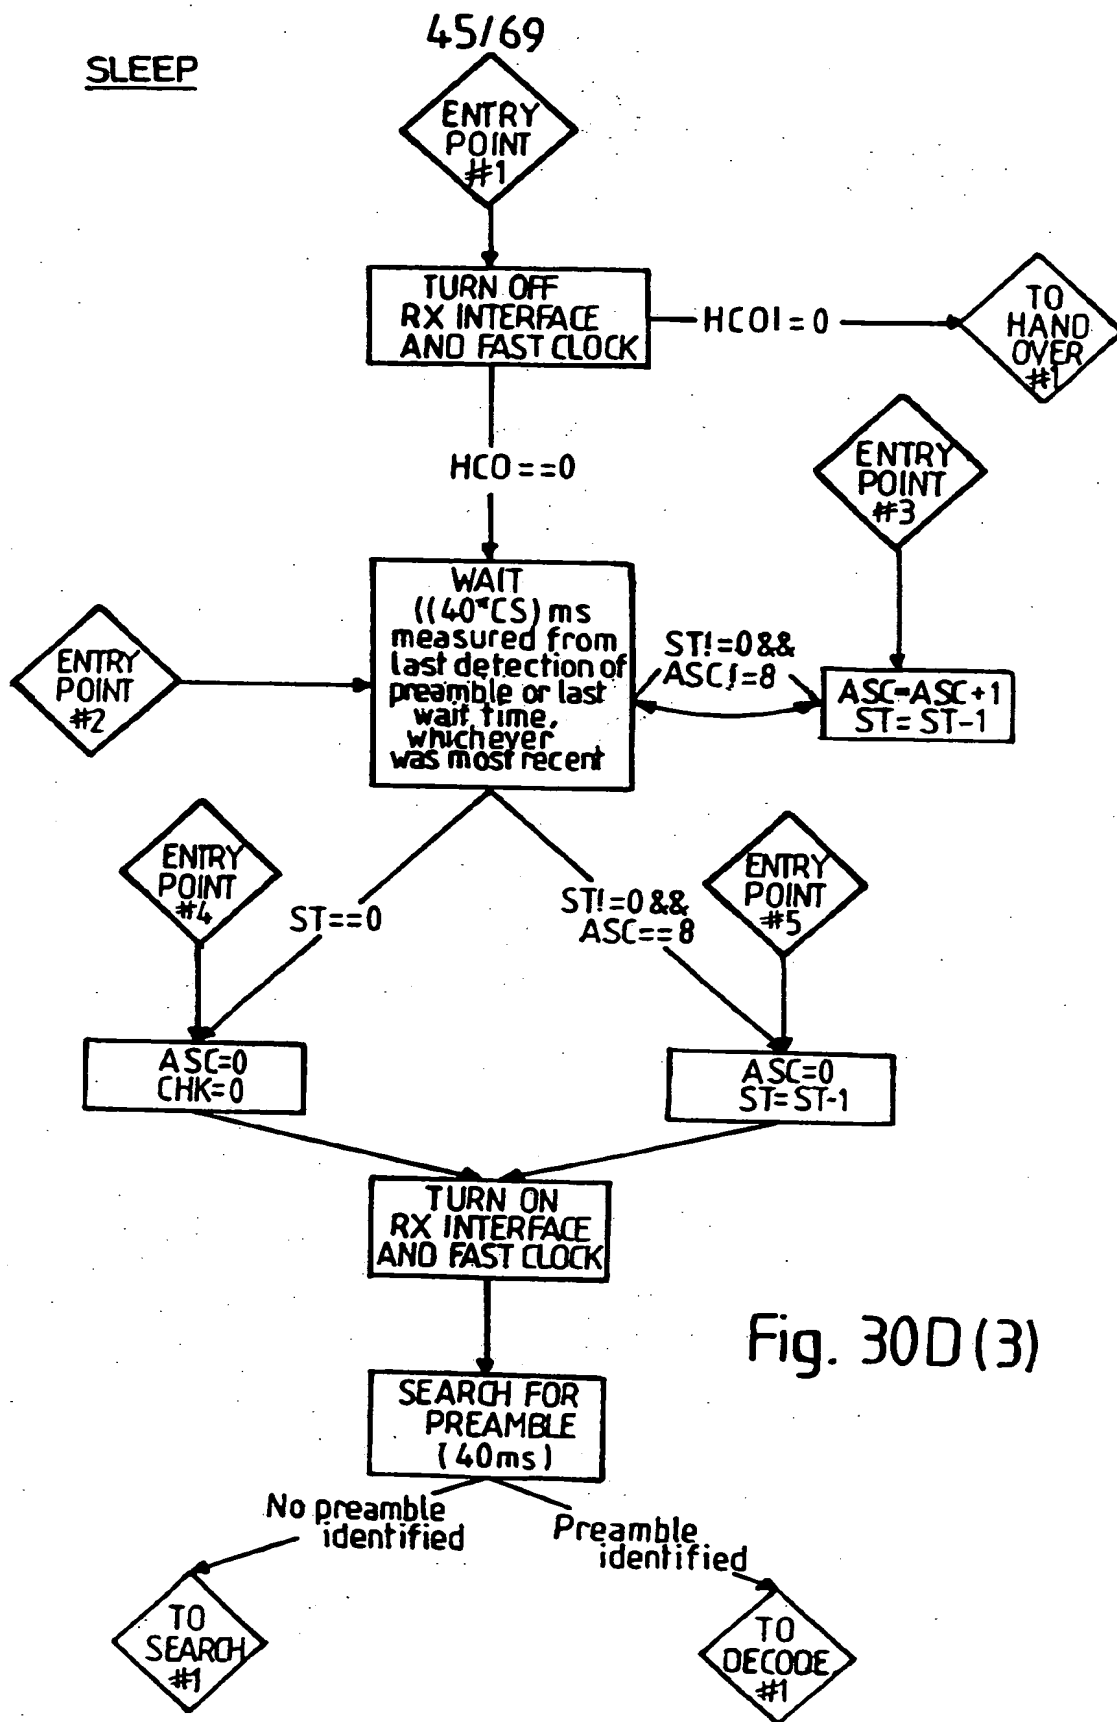 45/69
SLEEP
ENTRY
POINT
#1
TURN OFF
RX INTERFACE
AND FAST CLOCK
HCO!=0
TO
HAND
OVER
#1
HCO==0
ENTRY
POINT
#3
WAIT
((40*CS) ms
measured from
last detection of
preamble or last
wait time,
whichever
was most recent
ENTRY
POINT
#2
ST!=0&&
ASC!=8
ASC=ASC+1
ST=ST-1
ENTRY
POINT
#4
ST==0
ST!=0&&
ASC==8
ENTRY
POINT
#5
ASC=0
CHK=0
ASC=0
ST=ST-1
TURN ON
RX INTERFACE
AND FAST CLOCK
Fig. 30D(3)
SEARCH FOR
PREAMBLE
(40ms)
No preamble
identified
Preamble
identified
TO
SEARCH
#1
TO
DECODE
#1